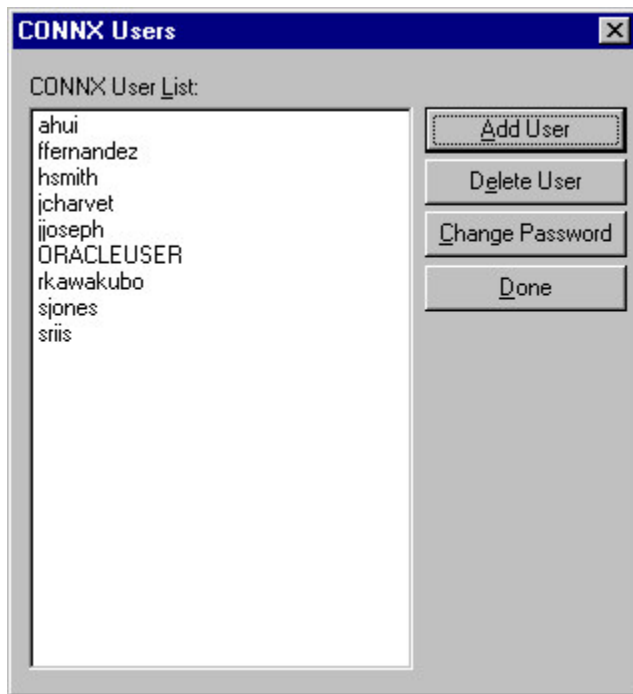 CONNX Users
CONNX User List:
ahui
ffernandez
hsmith
jcharvet
jjoseph
ORACLEUSER
rkawakubo
sjones
sriis
Add User
Delete User
Change Password
Done